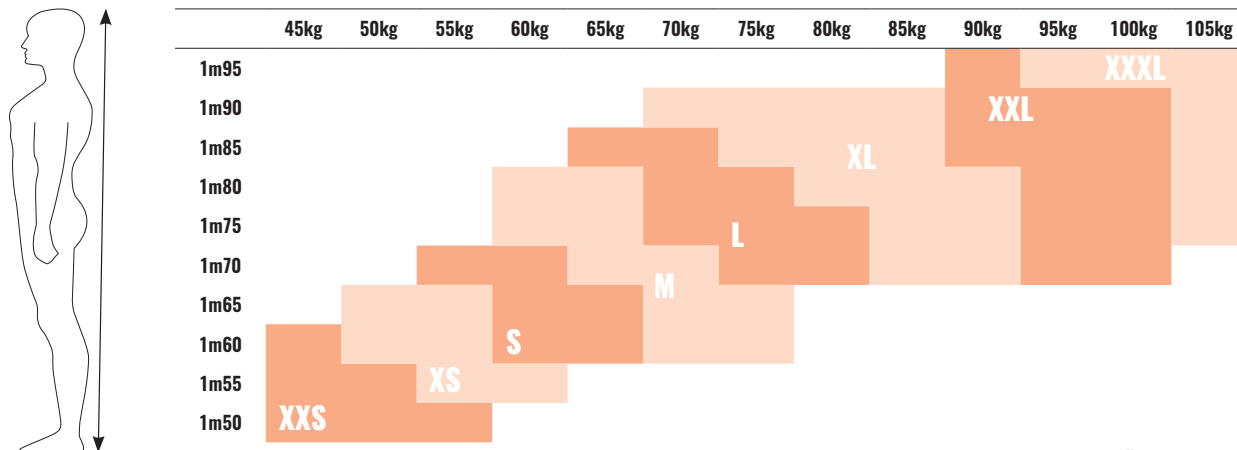 45kg 50kg 55kg 60kg 65kg 70kg 75kg 80kg 85kg 90kg 95kg 100kg 105kg
1m95 XXXL
1m90 XXL
1m85 XL
1m80
1m75 L
1m70 M
1m65
1m60 S
1m55 XS
1m50 XXS